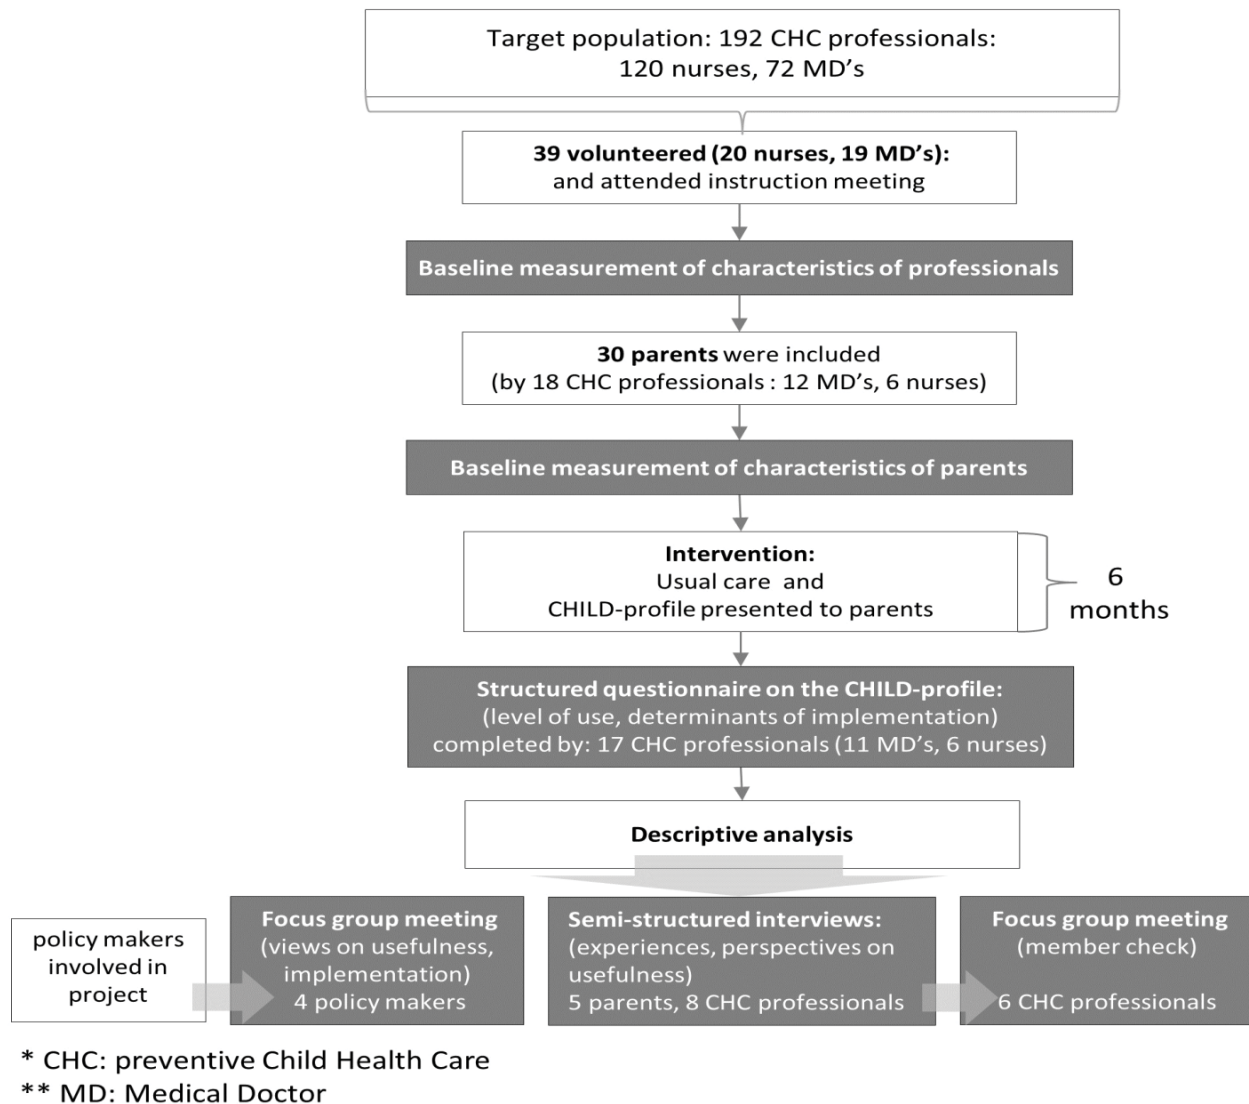 Target population: 192 CHC professionals:
120 nurses, 72 MD's
39 volunteered (20 nurses, 19 MD's):
and attended instruction meeting
Baseline measurement of characteristics of professionals
30 parents were included
(by 18 CHC professionals : 12 MD's, 6 nurses)
Baseline measurement of characteristics of parents
Intervention:
Usual care and
CHILD-profile presented to parents
6
months
Structured questionnaire on the CHILD-profile:
(level of use, determinants of implementation)
completed by: 17 CHC professionals (11 MD's, 6 nurses)
Descriptive analysis
policy makers
involved in
project
Focus group meeting
(views on usefulness,
implementation)
4 policy makers
Semi-structured interviews:
(experiences, perspectives on
usefulness)
5 parents, 8 CHC professionals
Focus group meeting
(member check)
6 CHC professionals
* CHC: preventive Child Health Care
** MD: Medical Doctor